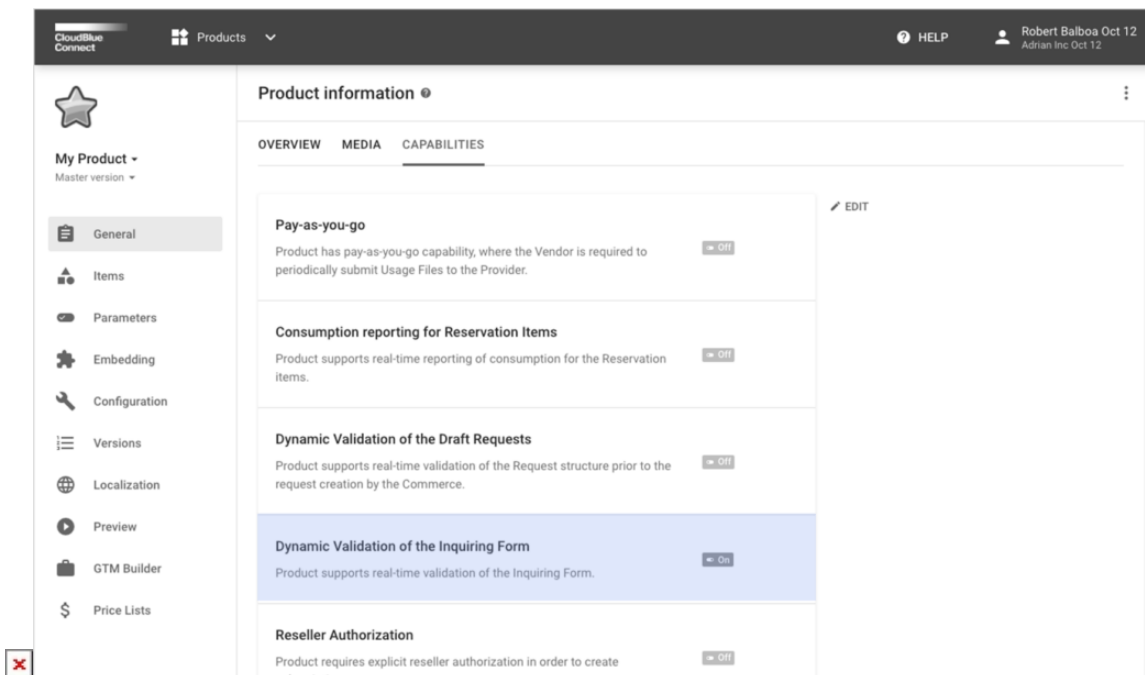 CloudBlue
Connect
Products
HELP
Robert Balboa Oct 12
Adrian Inc Oct 12
My Product
Master version
General
Items
Parameters
Embedding
Configuration
Versions
Localization
Preview
GTM Builder
$ Price Lists
Product information
OVERVIEW MEDIA CAPABILITIES
EDIT
Pay-as-you-go
Product has pay-as-you-go capability, where the Vendor is required to
periodically submit Usage Files to the Provider.
Off
Consumption reporting for Reservation Items
Product supports real-time reporting of consumption for the Reservation
items.
Off
Dynamic Validation of the Draft Requests
Product supports real-time validation of the Request structure prior to the
request creation by the Commerce.
Off
Dynamic Validation of the Inquiring Form
Product supports real-time validation of the Inquiring Form.
On
Reseller Authorization
Product requires explicit reseller authorization in order to create
Off